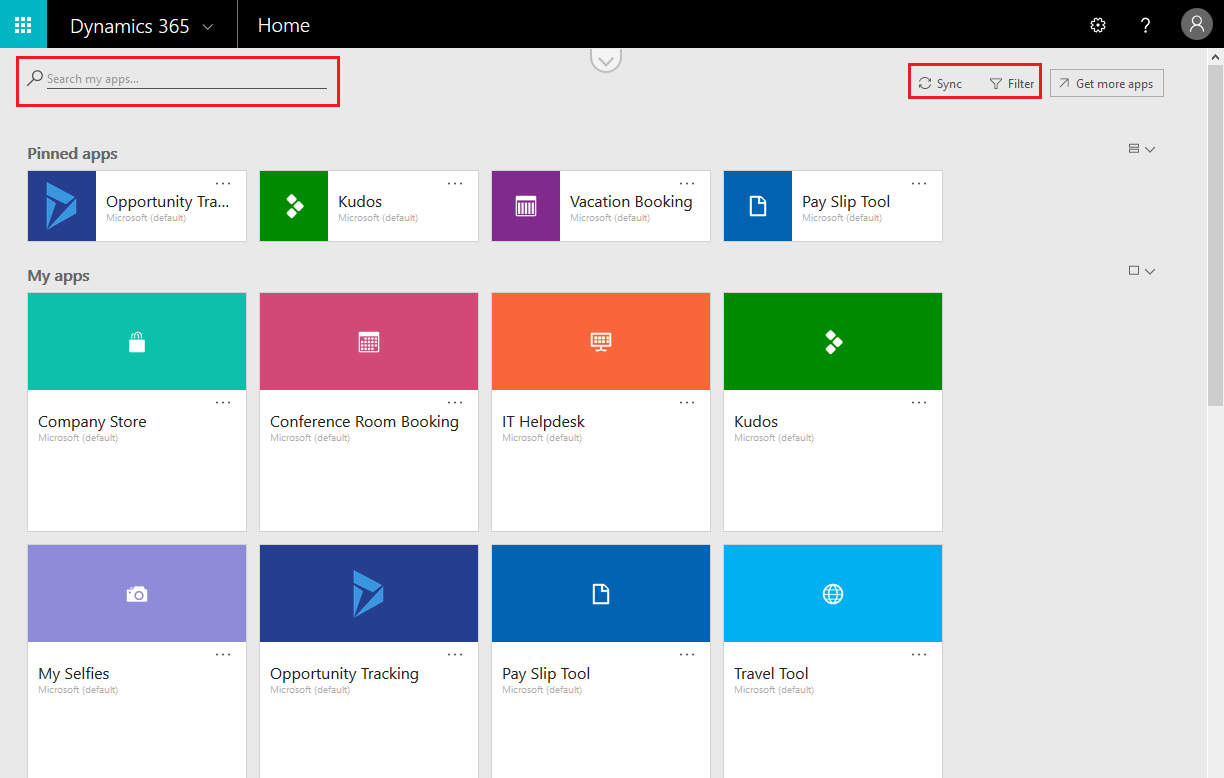 Dynamics 365 Home ?
Search my apps...
Sync Filter Get more apps
Pinned apps
Opportunity Tra... Kudos Vacation Booking Pay Slip Tool
Microsoft (default) Microsoft (default) Microsoft (default) Microsoft (default)
My apps
Company Store Conference Room Booking IT Helpdesk Kudos
Microsoft (default) Microsoft (default) Microsoft (default) Microsoft (default)
My Selfies Opportunity Tracking Pay Slip Tool Travel Tool
Microsoft (default) Microsoft (default) Microsoft (default) Microsoft (default)